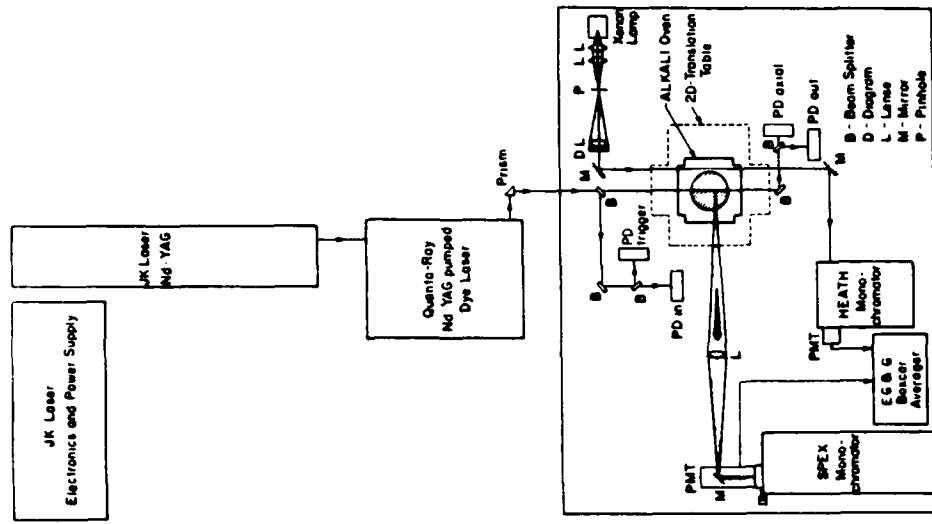 JK Laser
Electronics and Power Supply
JK Laser
Nd·YAG
Quanta-Ray
Nd YAG pumped
Dye Laser
Prism
Xenon
Lamp
L L
P
D L
M
B
ALKALI Oven
2D-Translation
Table
PD
trigger
B
B
PD in
PD axial
B
PD out
B
M
L
B - Beam Splitter
D - Diagram
L - Lense
M - Mirror
P - Pinhole
HEATH
Mono-
chromator
PMT
EG&G
Boxcar
Averager
PMT
M
SPEX
Mono-
chromator